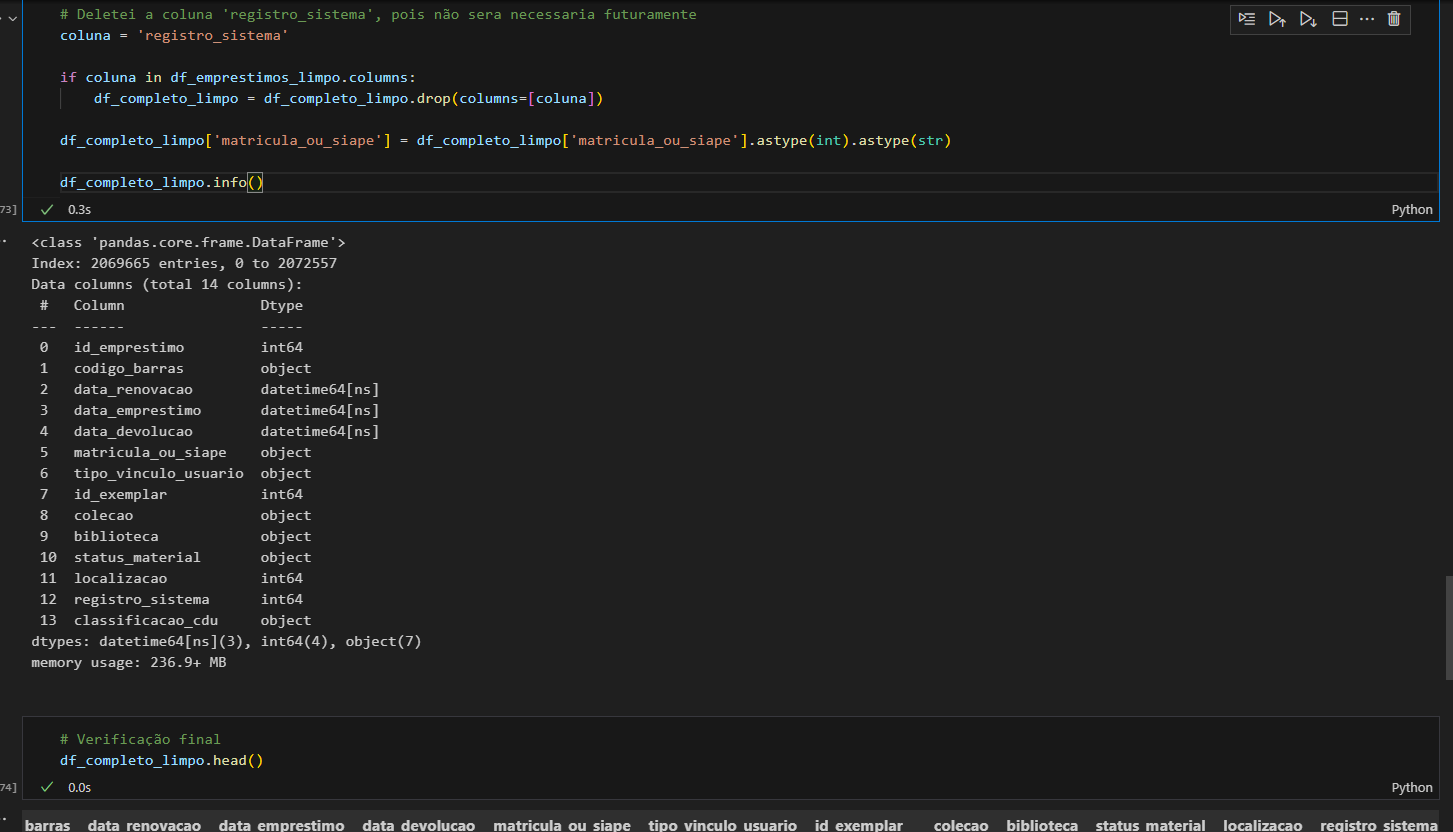 # Deletei a coluna 'registro_sistema', pois não sera necessaria futuramente
coluna = 'registro_sistema'
if coluna in df_emprestimos_limpo.columns:
df_completo_limpo = df_completo_limpo.drop(columns=[coluna])
df_completo_limpo['matricula_ou_siape'] = df_completo_limpo['matricula_ou_siape'].astype(int).astype(str)
df_completo_limpo.info()
73]
0.3s
Python
<class 'pandas.core.frame.DataFrame'>
Index: 2069665 entries, 0 to 2072557
Data columns (total 14 columns):
# Column Dtype
--- ------ -----
0 id_emprestimo int64
1 codigo_barras object
2 data_renovacao datetime64[ns]
3 data_emprestimo datetime64[ns]
4 data_devolucao datetime64[ns]
5 matricula_ou_siape object
6 tipo_vinculo_usuario object
7 id_exemplar int64
8 colecao object
9 biblioteca object
10 status_material object
11 localizacao int64
12 registro_sistema int64
13 classificacao_cdu object
dtypes: datetime64[ns](3), int64(4), object(7)
memory usage: 236.9+ MB
# Verificação final
df_completo_limpo.head()
74]
0.0s
Python
barras data_renovacao data_emprestimo data_devolucao matricula_ou_siape tipo_vinculo_usuario id_exemplar colecao biblioteca status_material localizacao registro_sistema